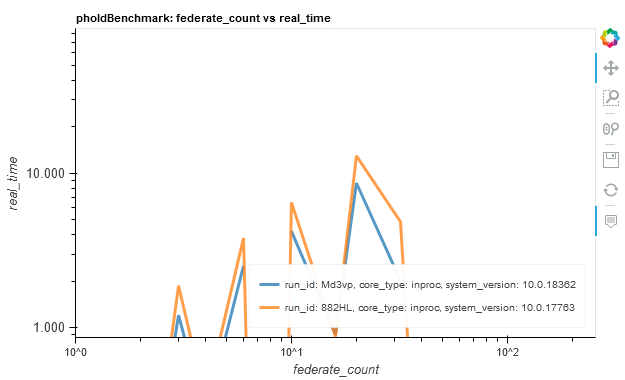 pholdBenchmark: federate_count vs real_time
real_time
10.000
1.000
run_id: Md3vp, core_type: inproc, system_version: 10.0.18362
run_id: 882HL, core_type: inproc, system_version: 10.0.17763
10^0
10^1
10^2
federate_count